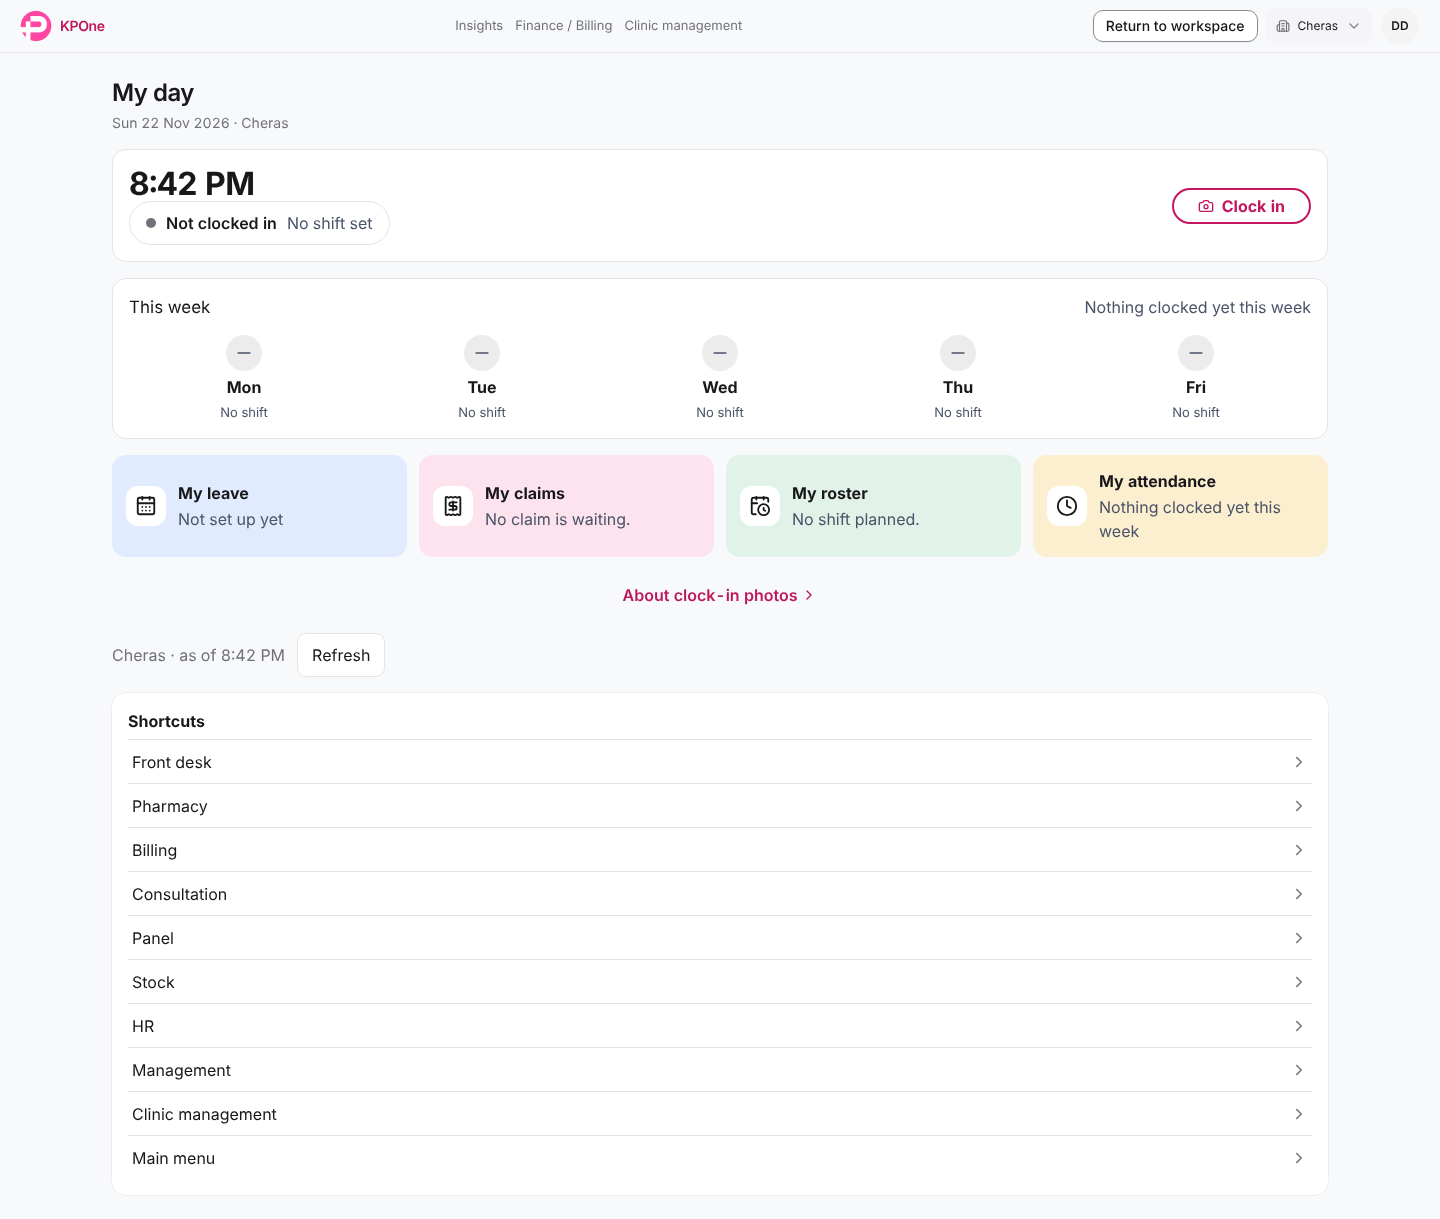 KPOne
Insights
Finance / Billing
Clinic management
Return to workspace
Cheras
DD
My day
Sun 22 Nov 2026 · Cheras
8:42 PM
Not clocked in No shift set
Clock in
This week
Nothing clocked yet this week
Mon
No shift
Tue
No shift
Wed
No shift
Thu
No shift
Fri
No shift
My leave
Not set up yet
My claims
No claim is waiting.
My roster
No shift planned.
My attendance
Nothing clocked yet this
week
About clock-in photos
Cheras · as of 8:42 PM
Refresh
Shortcuts
Front desk
Pharmacy
Billing
Consultation
Panel
Stock
HR
Management
Clinic management
Main menu